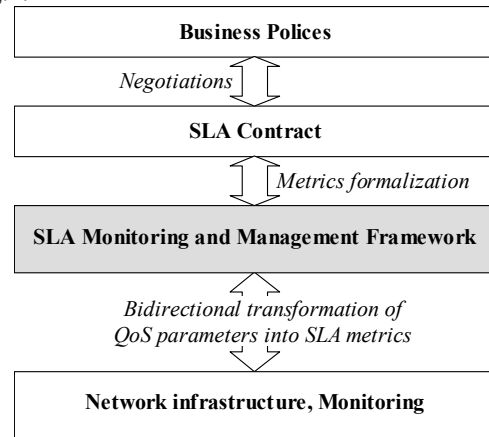 Business Polices
Negotiations
SLA Contract
Metrics formalization
SLA Monitoring and Management Framework
Bidirectional transformation of
QoS parameters into SLA metrics
Network infrastructure, Monitoring